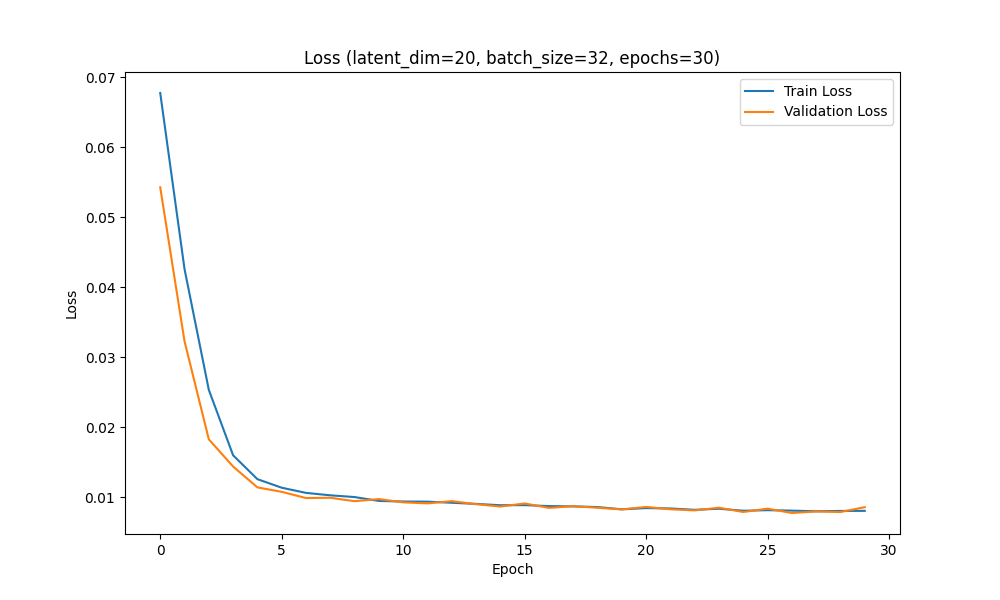 Loss (latent_dim=20, batch_size=32, epochs=30)
Train Loss
Validation Loss
Loss
0.07
0.06
0.05
0.04
0.03
0.02
0.01
0 5 10 15 20 25 30
Epoch